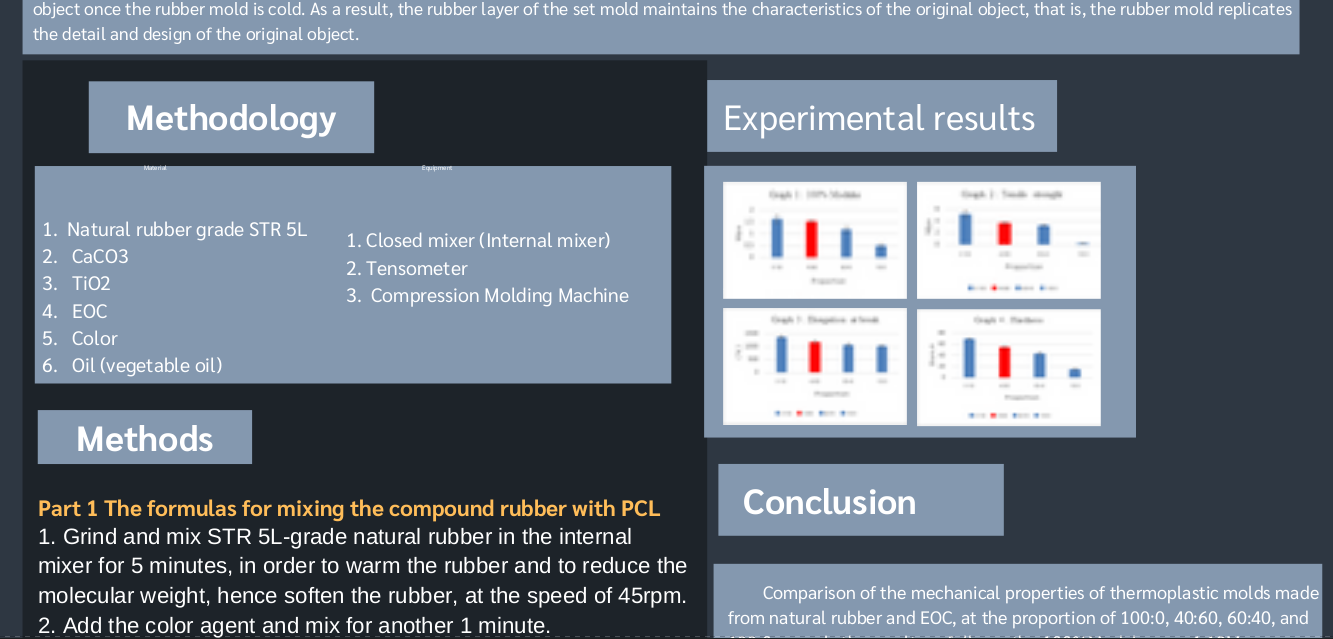 object once the rubber mold is cold. As a result, the rubber layer of the set mold maintains the characteristics of the original object, that is, the rubber mold replicates
the detail and design of the original object.
Methodology
Material
Equipment
1. Natural rubber grade STR 5L
2. CaCO3
3. TiO2
4. EOC
5. Color
6. Oil (vegetable oil)
1. Closed mixer (Internal mixer)
2. Tensometer
3. Compression Molding Machine
Methods
Part 1 The formulas for mixing the compound rubber with PCL
1. Grind and mix STR 5L-grade natural rubber in the internal
mixer for 5 minutes, in order to warm the rubber and to reduce the
molecular weight, hence soften the rubber, at the speed of 45rpm.
2. Add the color agent and mix for another 1 minute.
Experimental results
Graph 1: 100% Modulus
Graph 2: Tensile strength
Graph 3: Elongation at break
Graph 4: Hardness
Conclusion
Comparison of the mechanical properties of thermoplastic molds made
from natural rubber and EOC, at the proportion of 100:0, 40:60, 60:40, and